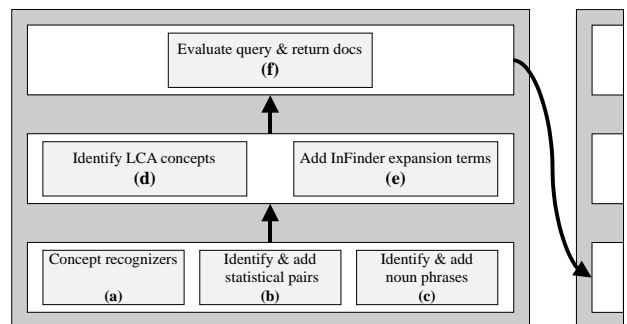 Evaluate query & return docs
(f)
Identify LCA concepts
(d)
Add InFinder expansion terms
(e)
Concept recognizers
(a)
Identify & add
statistical pairs
(b)
Identify & add
noun phrases
(c)